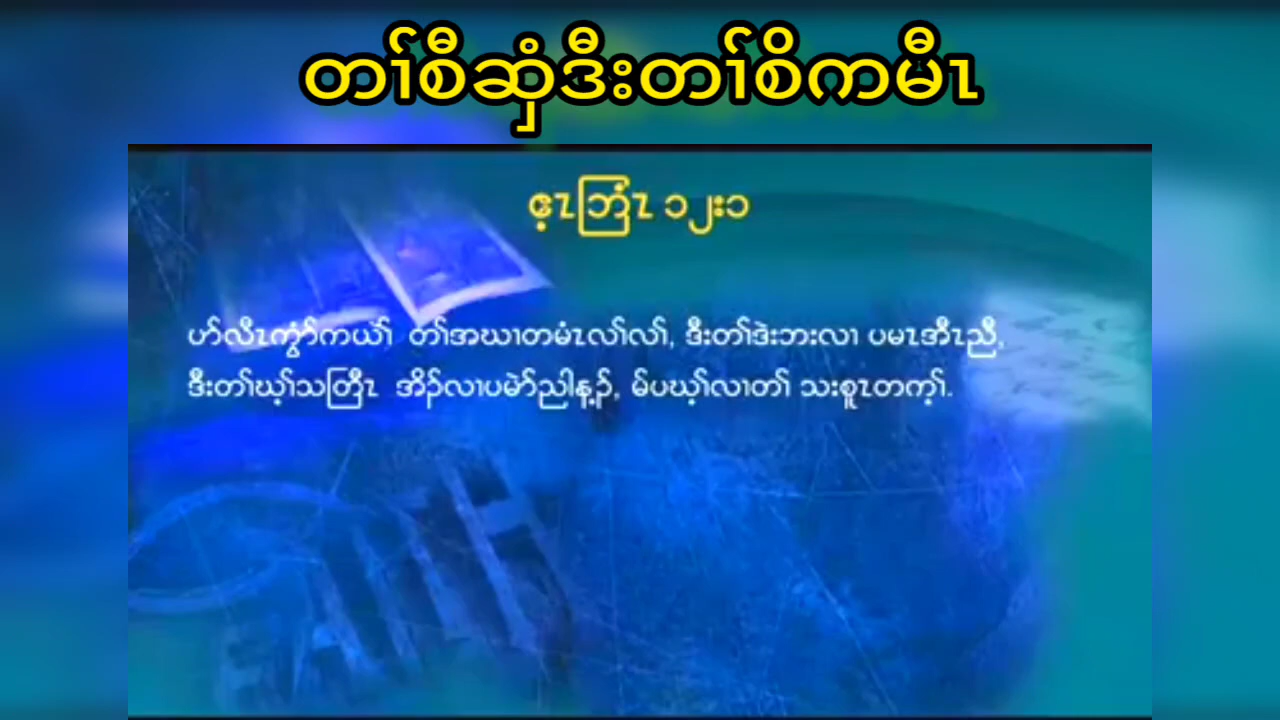 တၢ်စီဆှံဒီးတၢ်စိကမီၤ
ဧ့ၤဘြံၤ ၁၂း၁
ဟ်လီၤကွံာ်ကယဲၢ် တၢ်အဃၢတမံၤလၢ်လၢ်, ဒီးတၢ်ဒဲးဘးလၢ ပမၤအီၤညီ,
ဒီးတၢ်ဃ့ၢ်သတြီၤ အိၣ်လၢပမဲာ်ညါန့ၣ်, မ်ပဃ့ၢ်လၢတၢ် သးစူၤတက့ၢ်.